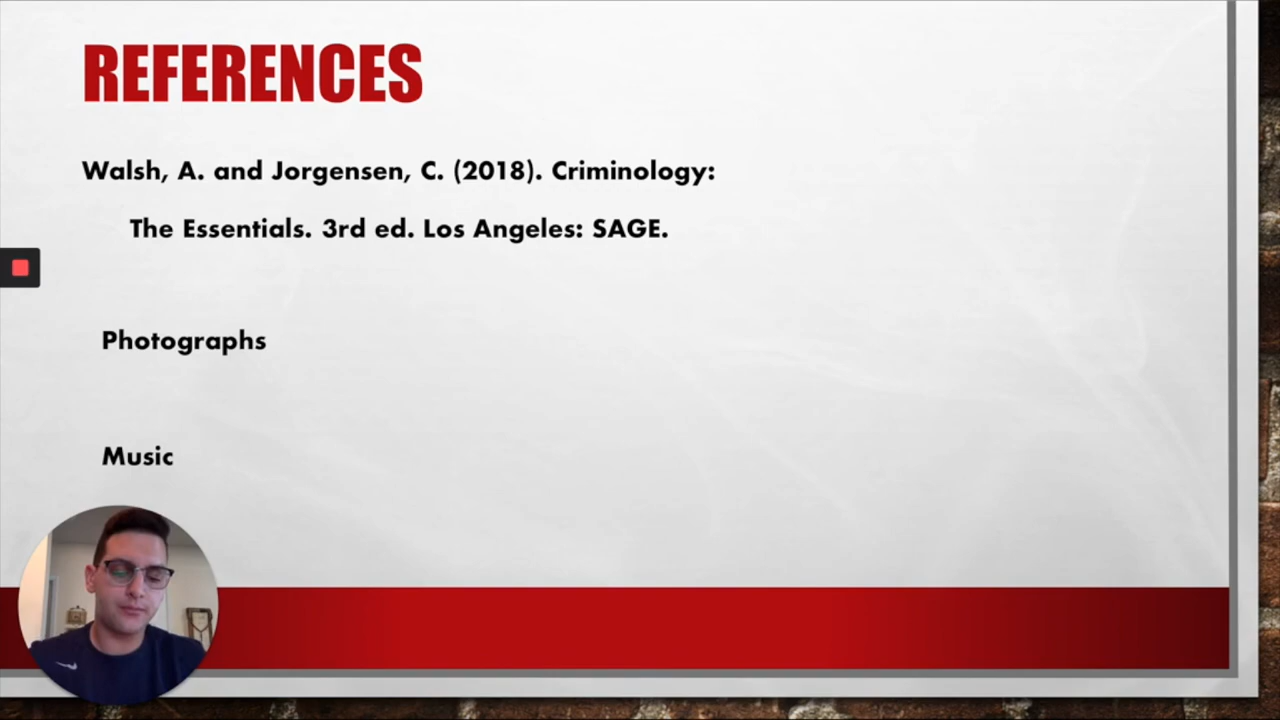 REFERENCES
Walsh, A. and Jorgensen, C. (2018). Criminology:
The Essentials. 3rd ed. Los Angeles: SAGE.
Photographs
Music